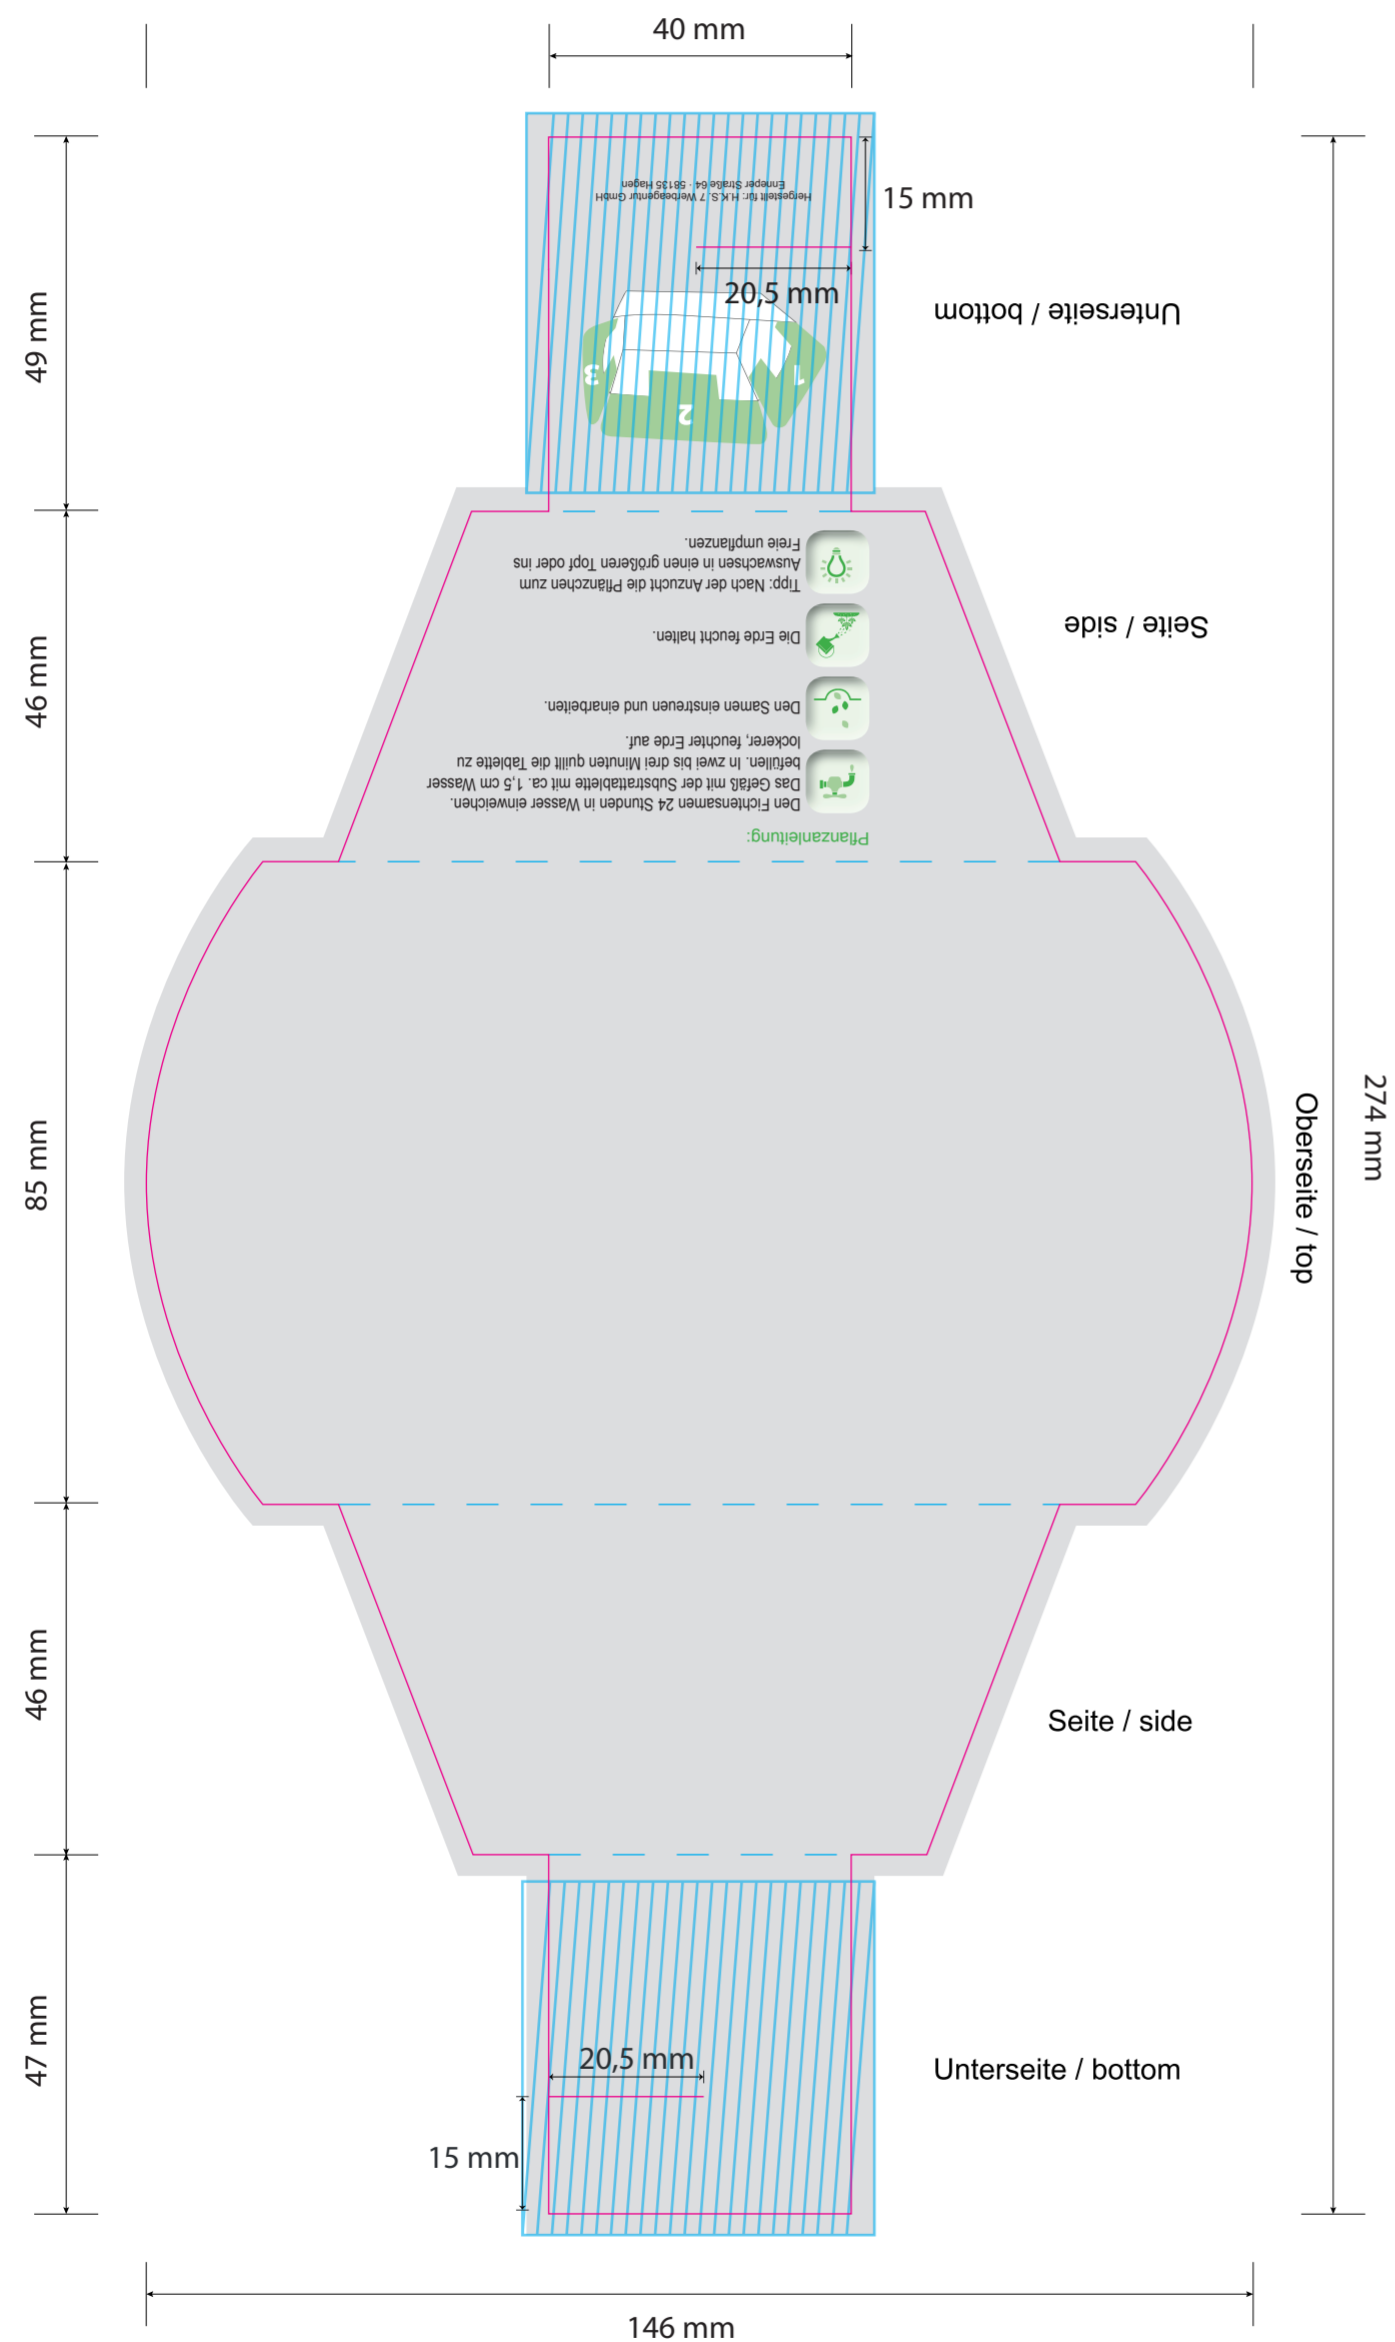 40 mm
Hergestellt für: H.K.S. 7 Werbeagentur GmbH
Enneper Straße 64 · 58135 Hagen
15 mm
20,5 mm
1
2
3
Unterseite / bottom
49 mm
Pflanzanleitung:
Den Fichtensamen 24 Stunden in Wasser einweichen.
Das Gefäß mit der Substrattablette mit ca. 1,5 cm Wasser
befüllen. In zwei bis drei Minuten quillt die Tablette zu
lockerer, feuchter Erde auf.
Den Samen einstreuen und einarbeiten.
Die Erde feucht halten.
Tipp: Nach der Anzucht die Pflänzchen zum
Auswachsen in einen größeren Topf oder ins
Freie umpflanzen.
Seite / side
46 mm
85 mm
Oberseite / top
274 mm
46 mm
Seite / side
47 mm
20,5 mm
15 mm
Unterseite / bottom
146 mm